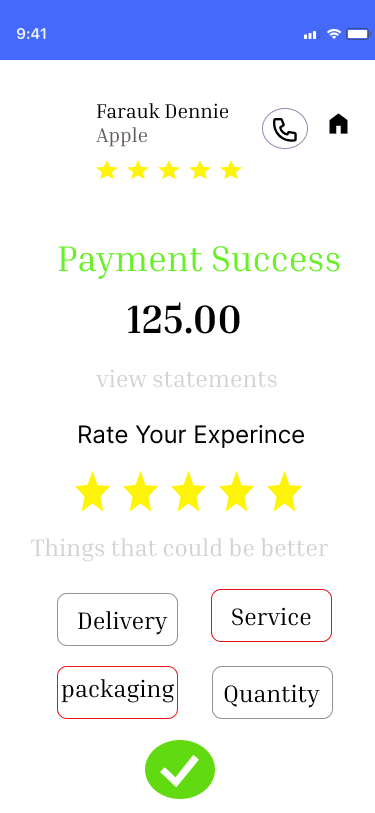 9:41
Farauk Dennie
Apple
Payment Success
125.00
view statements
Rate Your Experince
Things that could be better
Delivery
Service
packaging
Quantity